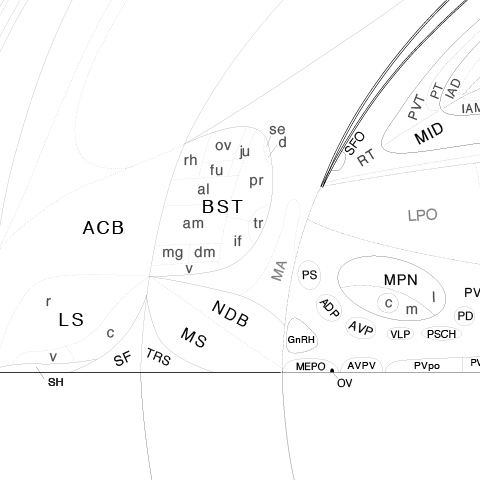 PVT
PT
IAD
IAM
MID
SFO
RT
se
d
ov
ju
rh
fu
pr
al
BST
am
tr
if
mg
dm
v
ACB
LPO
MA
PS
MPN
c
m
l
PV
ADP
AVP
VLP
PSCH
PD
r
LS
c
v
SF
TRS
NDB
MS
GnRH
MEPO
AVPV
PVpo
PV
SH
OV